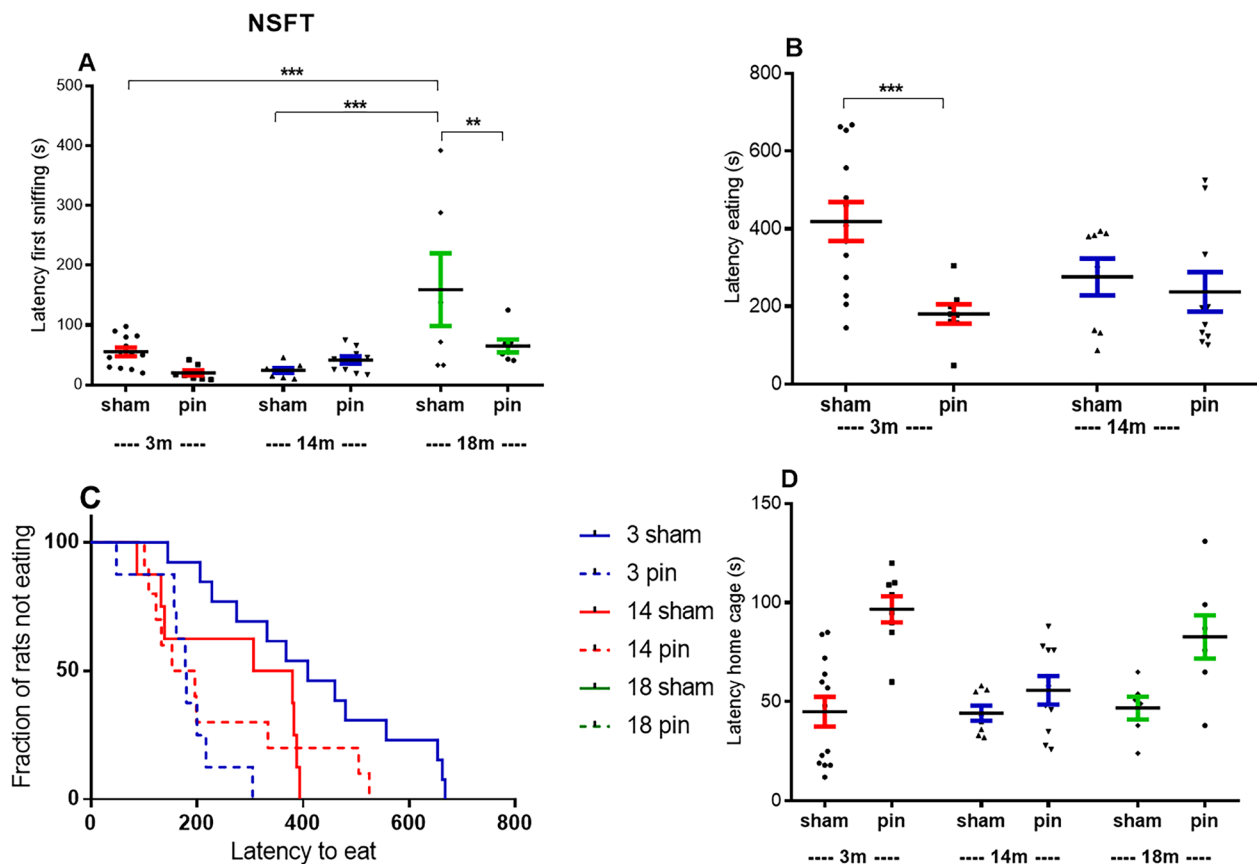 NSFT
A
***
***
**
Latency first sniffing (s)
500
400
300
200
100
0
sham pin sham pin sham pin
---- 3m ---- ---- 14m ---- ---- 18m ----
B
***
Latency eating (s)
800
600
400
200
0
sham pin sham pin
---- 3m ---- ---- 14m ----
C
Fraction of rats not eating
100
50
0
0 200 400 600 800
Latency to eat
3 sham
3 pin
14 sham
14 pin
18 sham
18 pin
D
Latency home cage (s)
150
100
50
0
sham pin sham pin sham pin
---- 3m ---- ---- 14m ---- ---- 18m ----